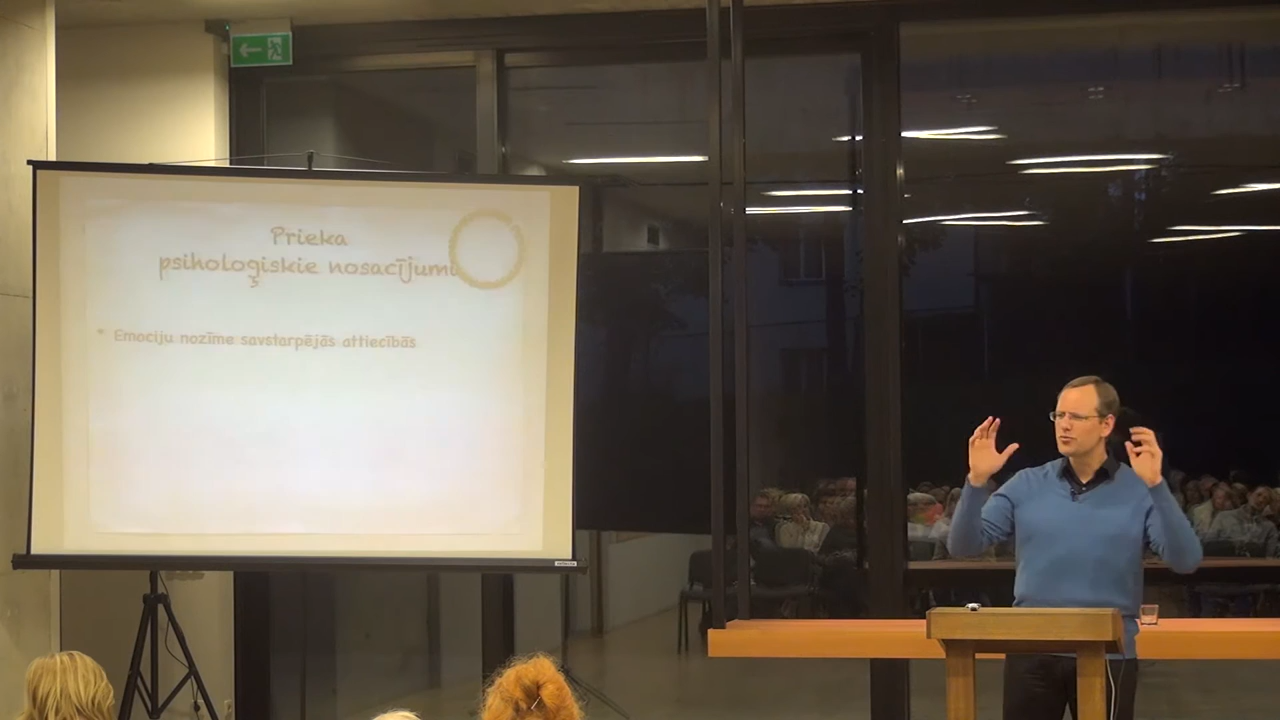 Prieka
psiholoģiskie nosacījumi
* Emociju nozīme savstarpējās attiecībās